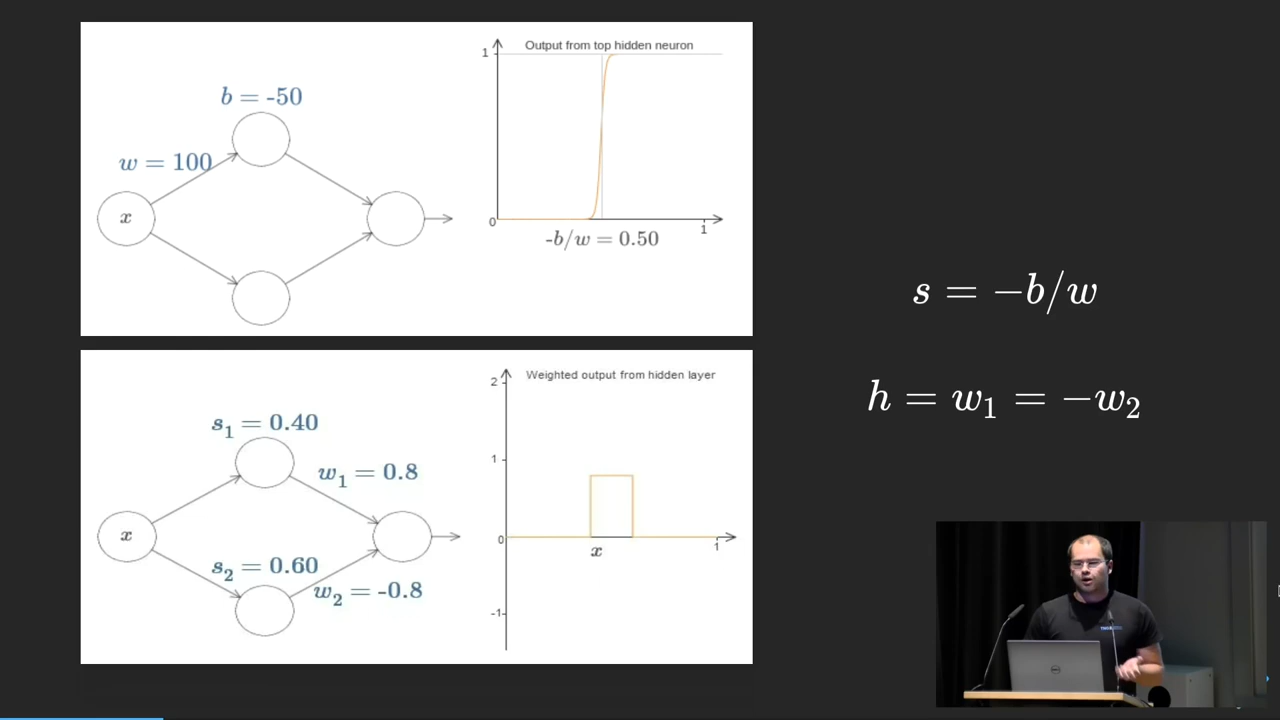 Output from top hidden neuron
b = -50
w = 100
x
1
0
1
-b/w = 0.50
Weighted output from hidden layer
s₁ = 0.40
w₁ = 0.8
x
s₂ = 0.60
w₂ = -0.8
2
1
0
-1
x
1
s = −b/w
h = w₁ = −w₂